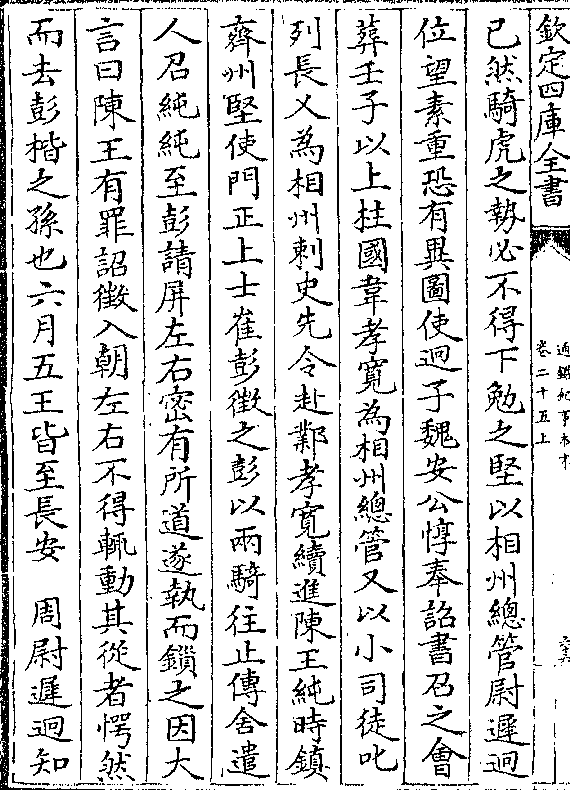 欽定四庫全書
通鑑紀事本末
卷二十五上
已然騎虎之勢必不得下勉之堅以相州總管尉遲迥
位望素重恐有異圖使迥子魏安公惇奉詔書召之會
葬壬子以上柱國韋孝寛為相州總管又以小司徒叱
列長乂為相州刺史先令赴鄴孝寛續進陳王純時鎮
齊州堅使門正上士崔彭徴之彭以兩騎往止傳舍遣
人召純純至彭請屏左右宻有所道遂執而鎖之因大
言曰陳王有罪詔徴入朝左右不得輒動其從者愕然
而去彭楷之孫也六月五王皆至長安　周尉遲迥知